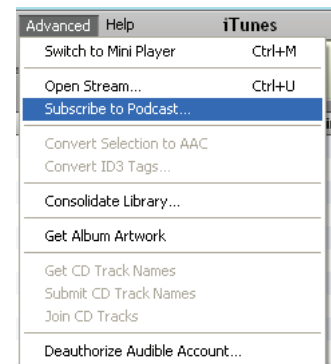 Advanced Help iTunes
Switch to Mini Player Ctrl+M
Open Stream... Ctrl+U
Subscribe to Podcast...
Convert Selection to AAC
Convert ID3 Tags...
Consolidate Library...
Get Album Artwork
Get CD Track Names
Submit CD Track Names
Join CD Tracks
Deauthorize Audible Account...